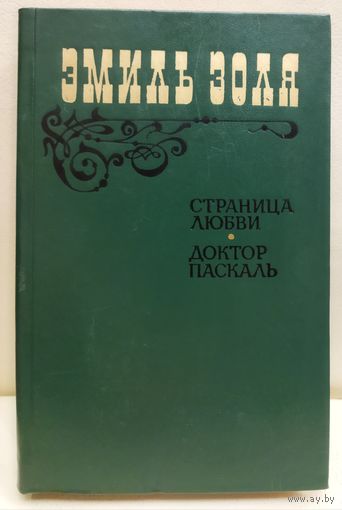 ЭМИЛЬ ЗОЛЯ
СТРАНИЦА
ЛЮБВИ
•
ДОКТОР
ПАСКАЛЬ
www.ay.by